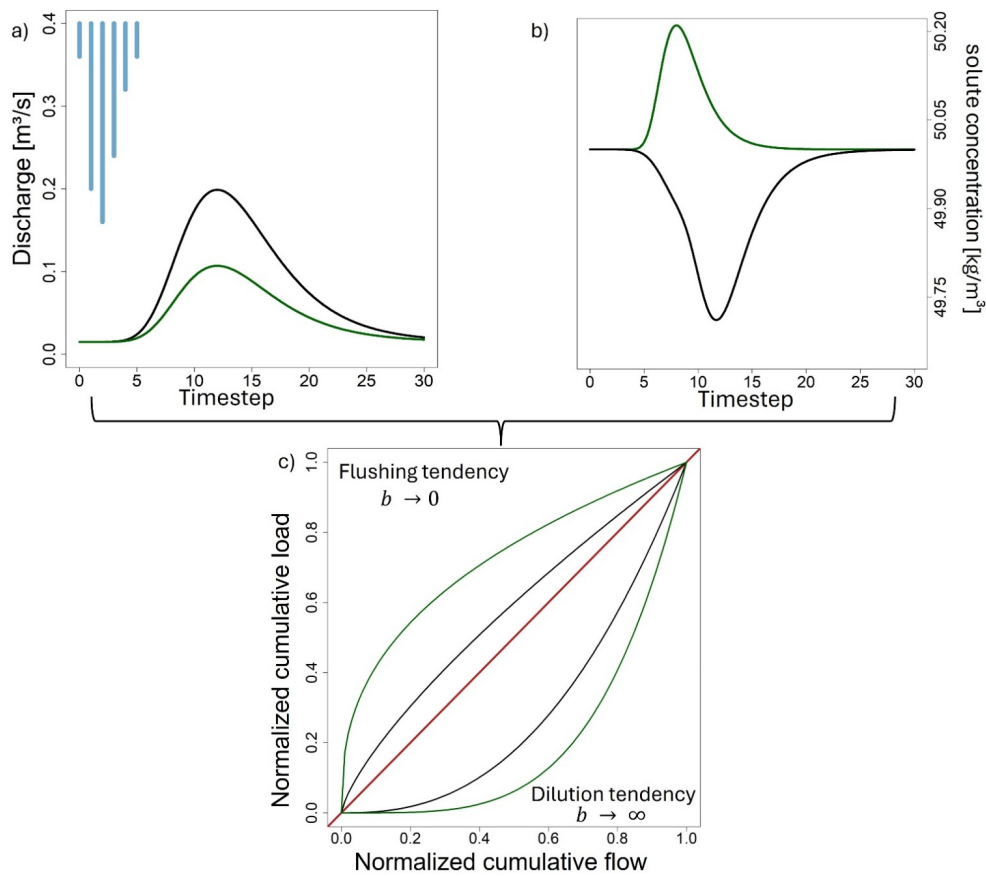 a)
Discharge [m³/s]
0.4
0.3
0.2
0.1
0.0
0 5 10 15 20 25 30
Timestep
b)
solute concentration [kg/m³]
50.20
50.05
49.90
49.75
0 5 10 15 20 25 30
Timestep
c)
Flushing tendency
b → 0
Normalized cumulative load
1.0
0.8
0.6
0.4
0.2
0.0
Dilution tendency
b → ∞
0.0 0.2 0.4 0.6 0.8 1.0
Normalized cumulative flow